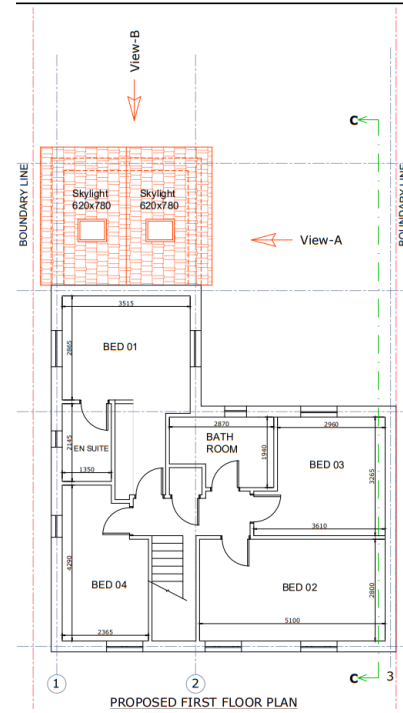 View-B
C
BOUNDARY LINE
BOUNDARY LINE
Skylight
620x780
Skylight
620x780
View-A
3515
2865
BED 01
2870
2960
2145
EN SUITE
BATH
ROOM
1940
1350
BED 03
3265
3610
4290
BED 04
BED 02
2800
5100
2365
1
2
C
3
PROPOSED FIRST FLOOR PLAN